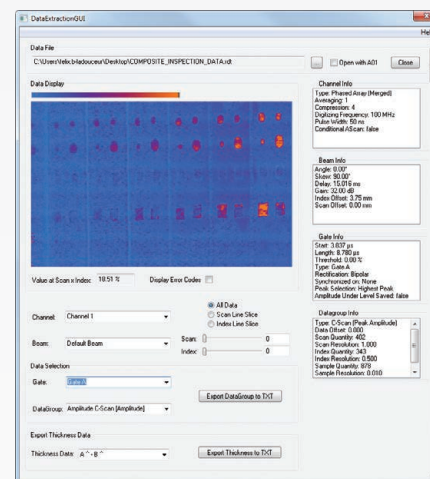 DataExtractionGUI
Hel
Data File
C:\Users\felix.b-ladouceur\Desktop\COMPOSITE_INSPECTION_DATA.rdt
...
Open with A01
Close
Data Display
Value at Scan x Index:
18.51 %
Display Error Codes
Channel:
Channel 1
Beam:
Default Beam
All Data
Scan Line Slice
Index Line Slice
Scan:
0
Index:
0
Data Selection
Gate:
Gate A
DataGroup:
Amplitude C-Scan (Amplitude)
Export DataGroup to TXT
Export Thickness Data
Thickness Data:
A ^ - B ^
Export Thickness to TXT
Channel Info
Type: Phased Array (Merged)
Averaging: 1
Compression: 4
Digitizing Frequency: 100 MHz
Pulse Width: 50 ns
Conditional AScan: false
Beam Info
Angle: 0.00°
Skew: 90.00°
Delay: 15.016 ms
Gain: 32.00 dB
Index Offset: 3.75 mm
Scan Offset: 0.00 mm
Gate Info
Start: 3.837 µs
Length: 8.780 µs
Threshold: 0.00 %
Type: Gate A
Rectification: Bipolar
Synchronized on: None
Peak Selection: Highest Peak
Amplitude Under Level Saved: false
Datagroup Info
Type: C-Scan (Peak Amplitude)
Data Offset: 0.000
Scan Quantity: 402
Scan Resolution: 1.000
Index Quantity: 343
Index Resolution: 0.500
Sample Quantity: 878
Sample Resolution: 0.010